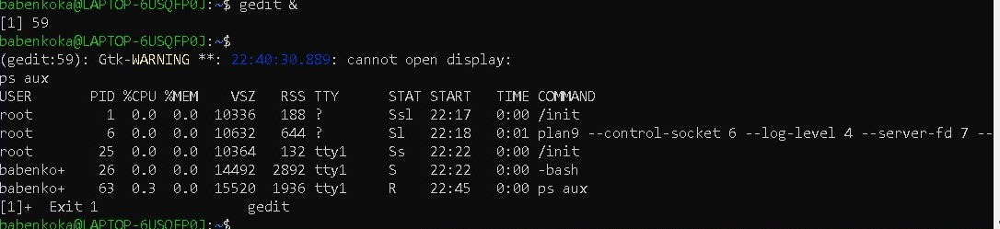 babenkoka@LAPTOP-6USQFP0J:~$ gedit &
[1] 59
babenkoka@LAPTOP-6USQFP0J:~$
(gedit:59): Gtk-WARNING **: 22:40:30.889: cannot open display:
ps aux
USER       PID %CPU %MEM    VSZ   RSS TTY      STAT START   TIME COMMAND
root         1  0.0  0.0  10336   188 ?        Ssl  22:17   0:00 /init
root         6  0.0  0.0  10632   644 ?        Sl   22:18   0:01 plan9 --control-socket 6 --log-level 4 --server-fd 7 --
root        25  0.0  0.0  10364   132 tty1     Ss   22:22   0:00 /init
babenko+    26  0.0  0.0  14492  2892 tty1     S    22:22   0:00 -bash
babenko+    63  0.3  0.0  15520  1936 tty1     R    22:45   0:00 ps aux
[1]+  Exit 1                  gedit
babenkoka@LAPTOP-6USQFP0J:~$